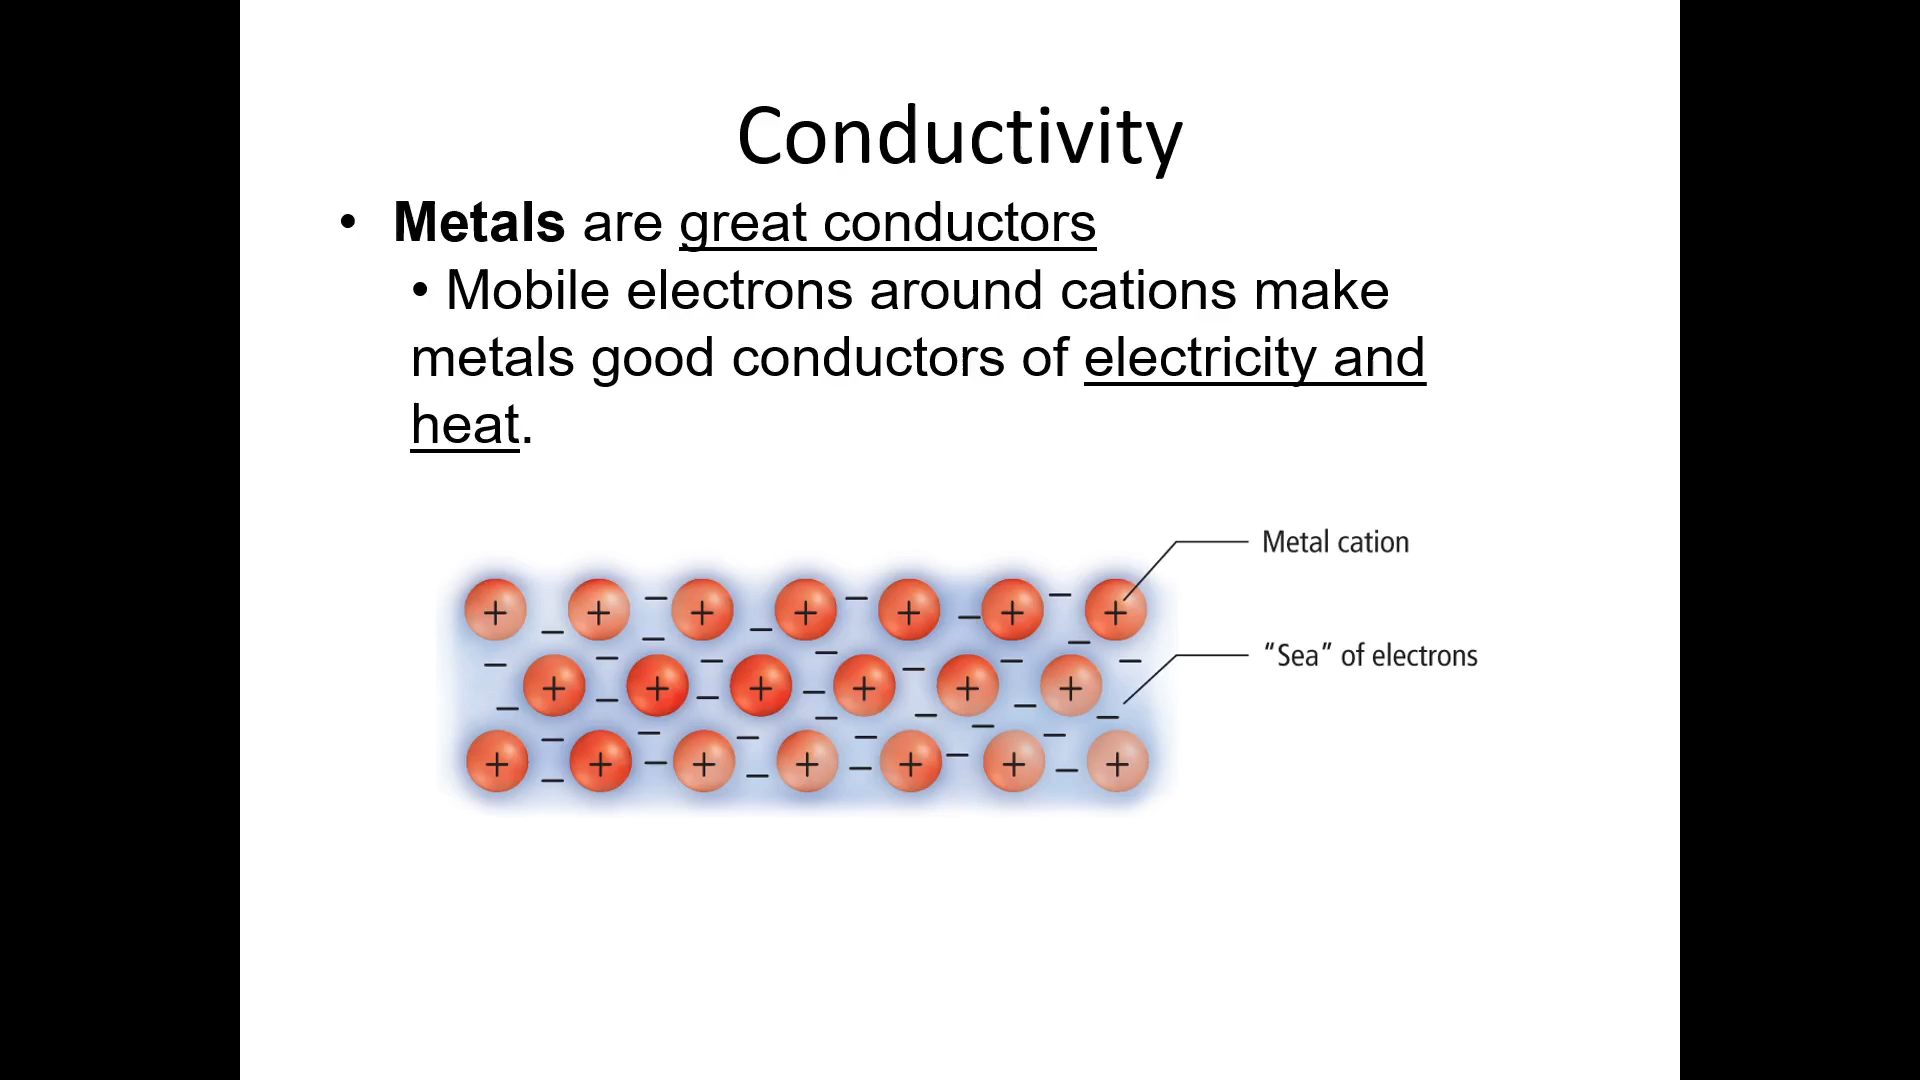 Conductivity
• Metals are great conductors
• Mobile electrons around cations make
metals good conductors of electricity and
heat.
Metal cation
“Sea” of electrons
+ + + + + + +
+ + + + + +
+ + + + + + +